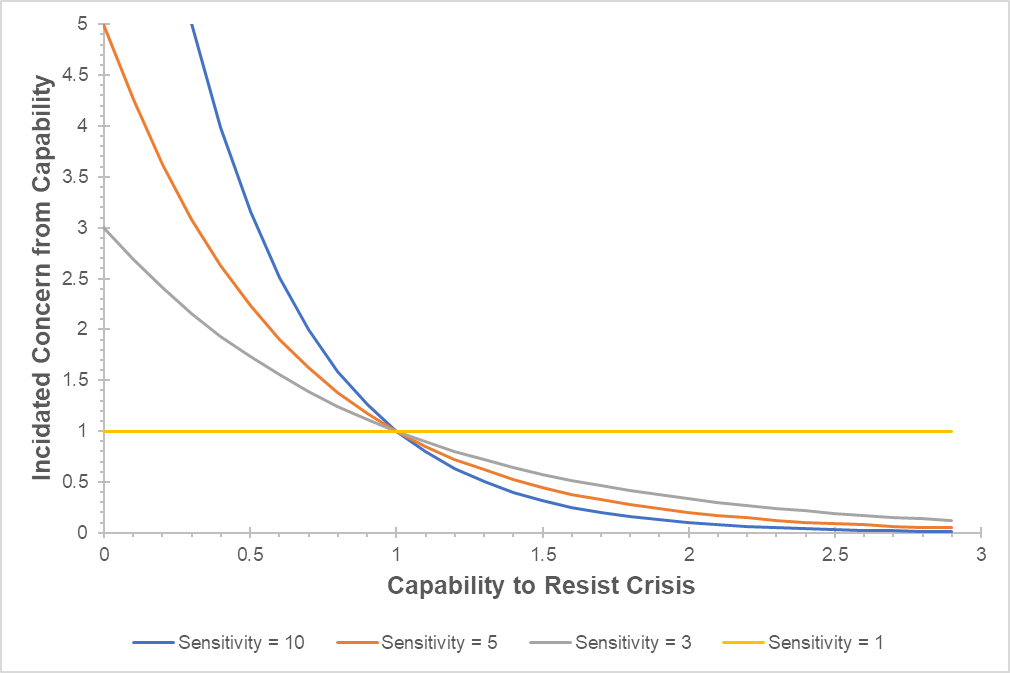 Incidated Concern from Capability
5
4.5
4
3.5
3
2.5
2
1.5
1
0.5
0
0 0.5 1 1.5 2 2.5 3
Capability to Resist Crisis
Sensitivity = 10 Sensitivity = 5 Sensitivity = 3 Sensitivity = 1